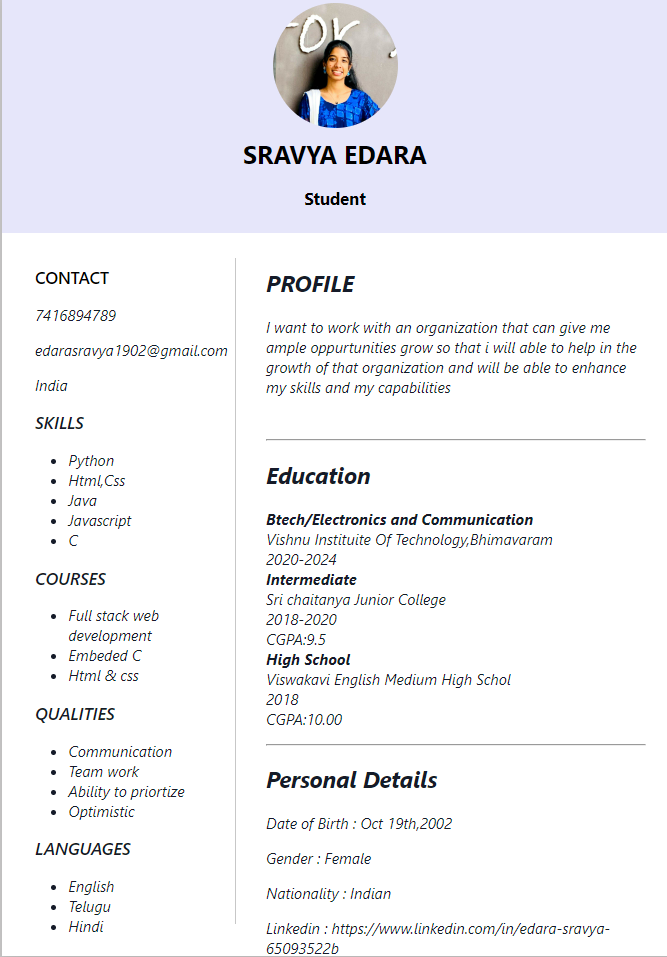 SRAVYA EDARA
Student
CONTACT
7416894789
edarasravya1902@gmail.com
India
SKILLS
Python
Html,Css
Java
Javascript
C
COURSES
Full stack web
development
Embeded C
Html & css
QUALITIES
Communication
Team work
Ability to priortize
Optimistic
LANGUAGES
English
Telugu
Hindi
PROFILE
I want to work with an organization that can give me
ample oppurtunities grow so that i will able to help in the
growth of that organization and will be able to enhance
my skills and my capabilities
Education
Btech/Electronics and Communication
Vishnu Instituite Of Technology,Bhimavaram
2020-2024
Intermediate
Sri chaitanya Junior College
2018-2020
CGPA:9.5
High School
Viswakavi English Medium High Schol
2018
CGPA:10.00
Personal Details
Date of Birth : Oct 19th,2002
Gender : Female
Nationality : Indian
Linkedin : https://www.linkedin.com/in/edara-sravya-
65093522b